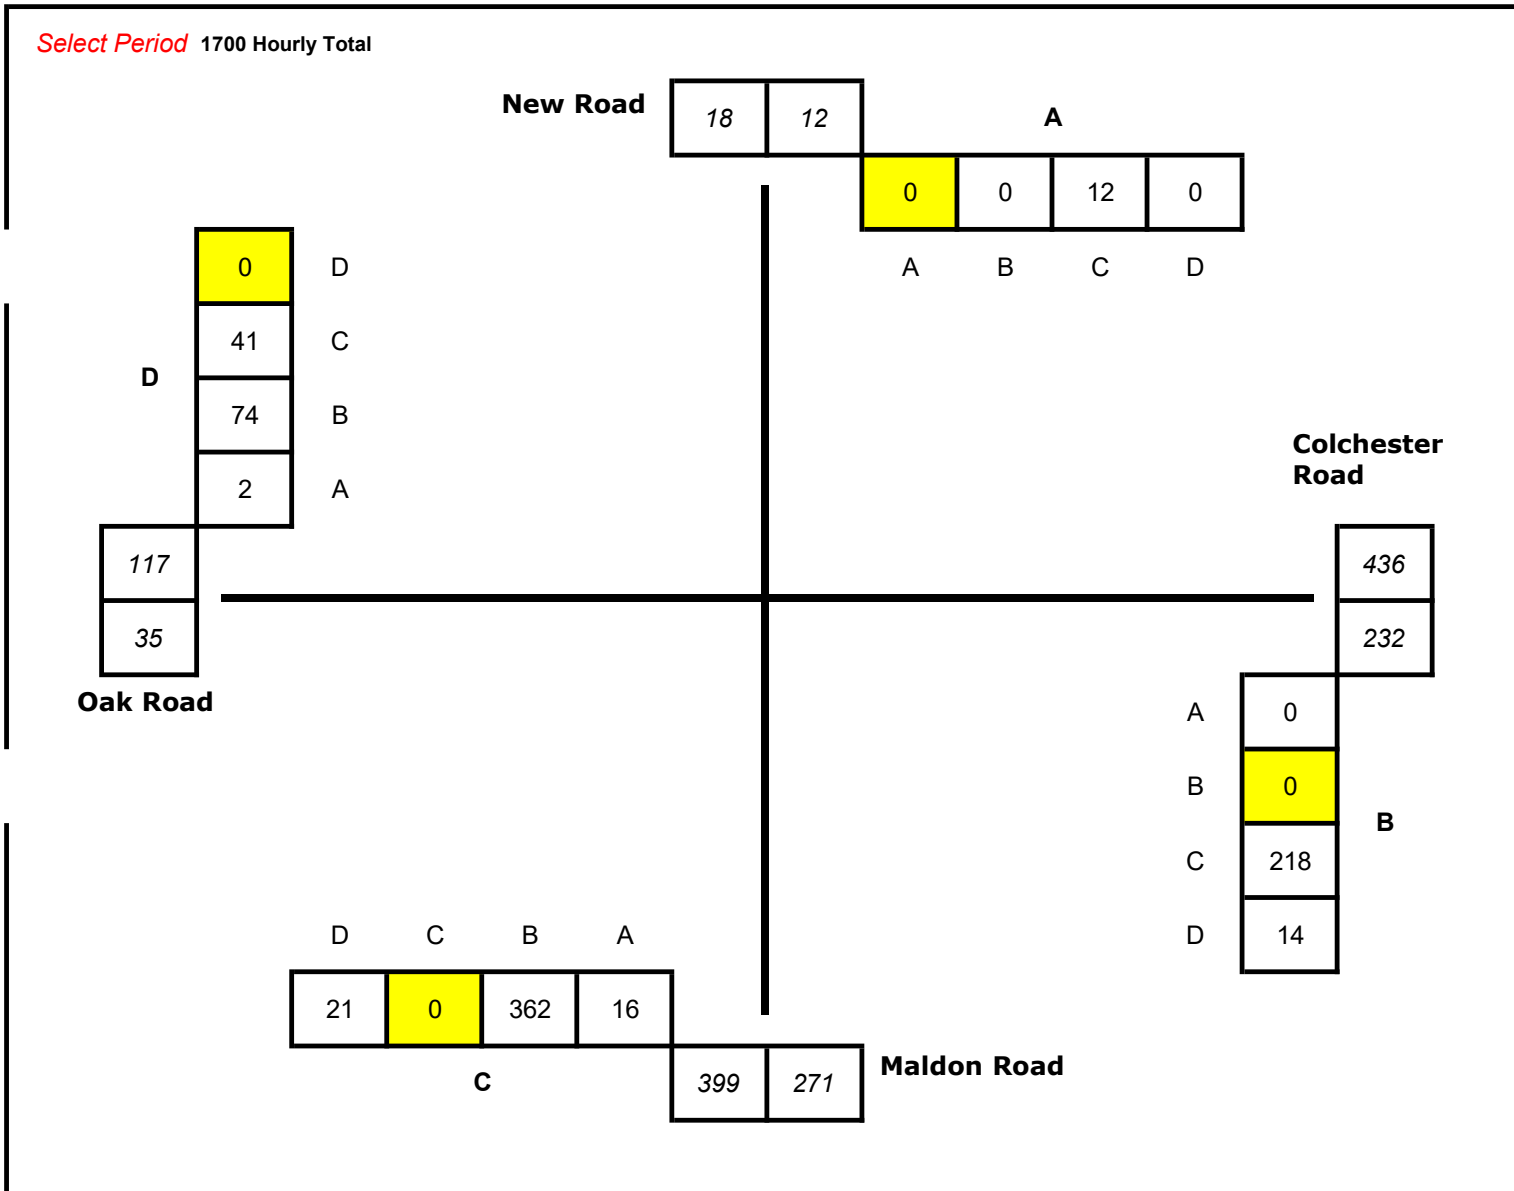 Select Period 1700 Hourly Total
New Road 18 12 A
0 0 12 0
A B C D
0 D
41 C
D
74 B
2 A
Colchester
Road
117
35
Oak Road
436
232
A 0
B 0
B
C 218
D 14
D C B A
21 0 362 16
C
399 271 Maldon Road